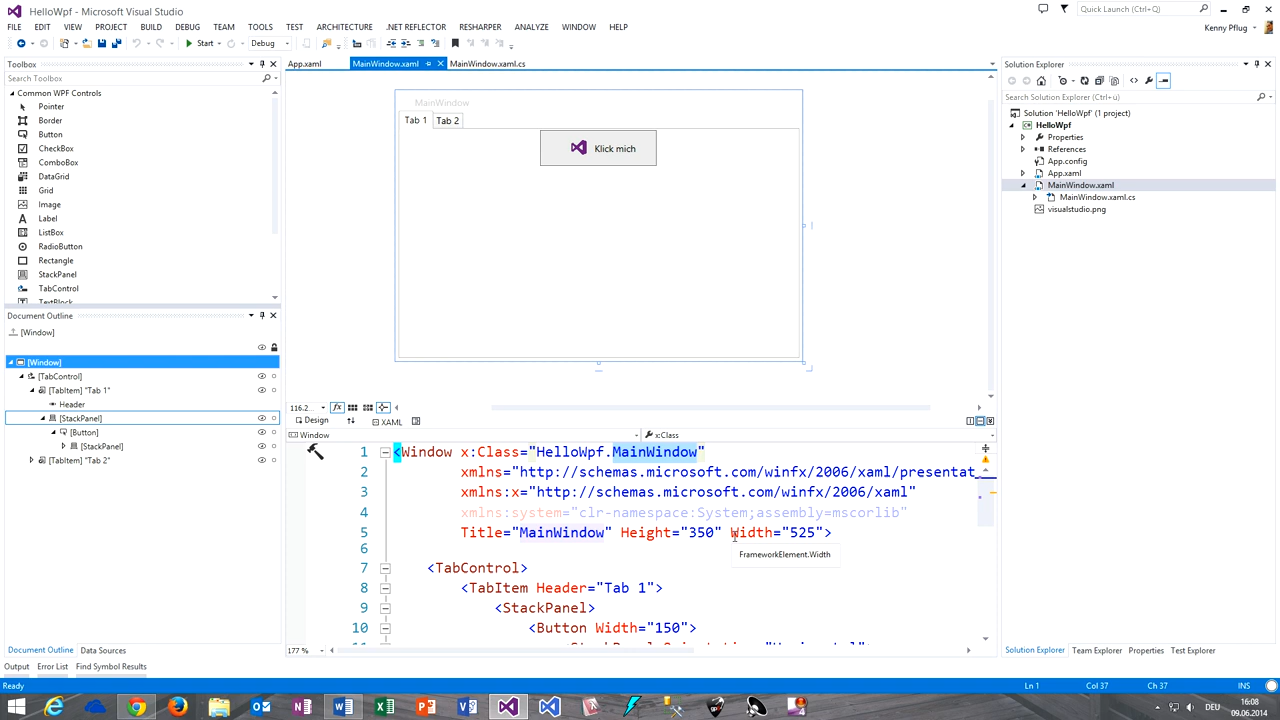 HelloWpf - Microsoft Visual Studio
Quick Launch (Ctrl+Q)
FILE EDIT VIEW PROJECT BUILD DEBUG TEAM TOOLS TEST ARCHITECTURE .NET REFLECTOR RESHARPER ANALYZE WINDOW HELP
Kenny Pflug
Start Debug
Toolbox
Search Toolbox
Common WPF Controls
Pointer
Border
Button
CheckBox
ComboBox
DataGrid
Grid
Image
Label
ListBox
RadioButton
Rectangle
StackPanel
TabControl
TextBlock
Document Outline
[Window]
[Window]
[TabControl]
[TabItem] "Tab 1"
Header
[StackPanel]
[Button]
[StackPanel]
[TabItem] "Tab 2"
Document Outline Data Sources
Output Error List Find Symbol Results
App.xaml MainWindow.xaml MainWindow.xaml.cs
MainWindow
Tab 1 Tab 2
Klick mich
116.2...
Design XAML
Window x:Class
1 <Window x:Class="HelloWpf.MainWindow"
2 xmlns="http://schemas.microsoft.com/winfx/2006/xaml/presentat
3 xmlns:x="http://schemas.microsoft.com/winfx/2006/xaml"
4 xmlns:system="clr-namespace:System;assembly=mscorlib"
5 Title="MainWindow" Height="350" Width="525">
FrameworkElement.Width
6
7 <TabControl>
8 <TabItem Header="Tab 1">
9 <StackPanel>
10 <Button Width="150">
177 %
Solution Explorer
Search Solution Explorer (Ctrl+ü)
Solution 'HelloWpf' (1 project)
HelloWpf
Properties
References
App.config
App.xaml
MainWindow.xaml
MainWindow.xaml.cs
visualstudio.png
Solution Explorer Team Explorer Properties Test Explorer
Ready Ln 1 Col 37 Ch 37 INS
DEU 16:08
09.06.2014